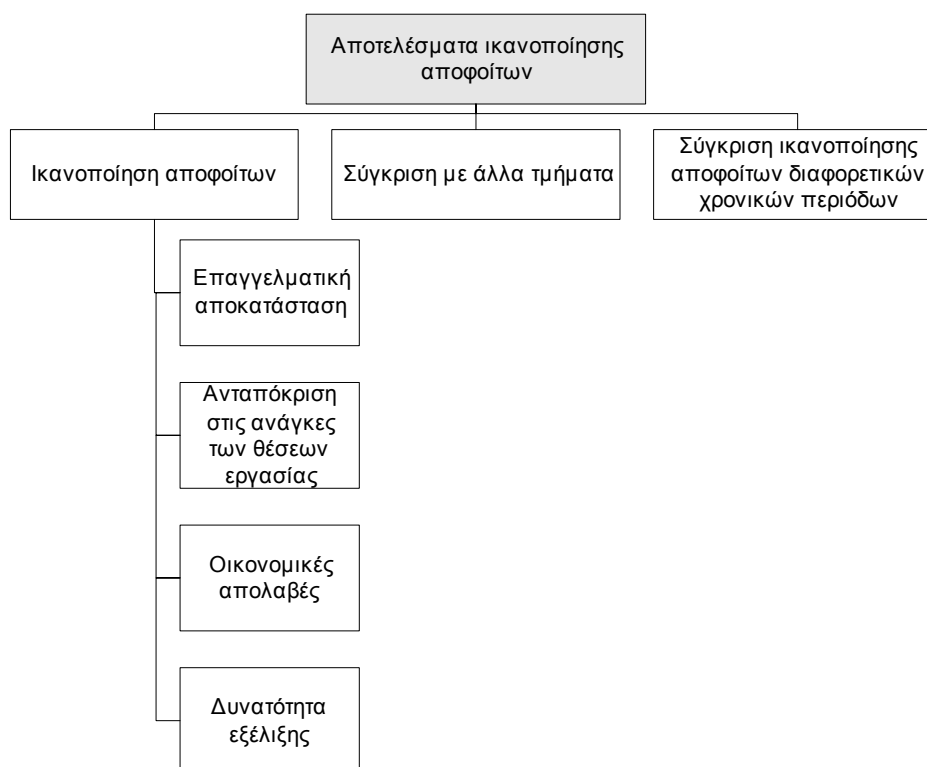 Αποτελέσματα ικανοποίησης
αποφοίτων
Ικανοποίηση αποφοίτων
Σύγκριση με άλλα τμήματα
Σύγκριση ικανοποίησης
αποφοίτων διαφορετικών
χρονικών περιόδων
Επαγγελματική
αποκατάσταση
Ανταπόκριση
στις ανάγκες
των θέσεων
εργασίας
Οικονομικές
απολαβές
Δυνατότητα
εξέλιξης